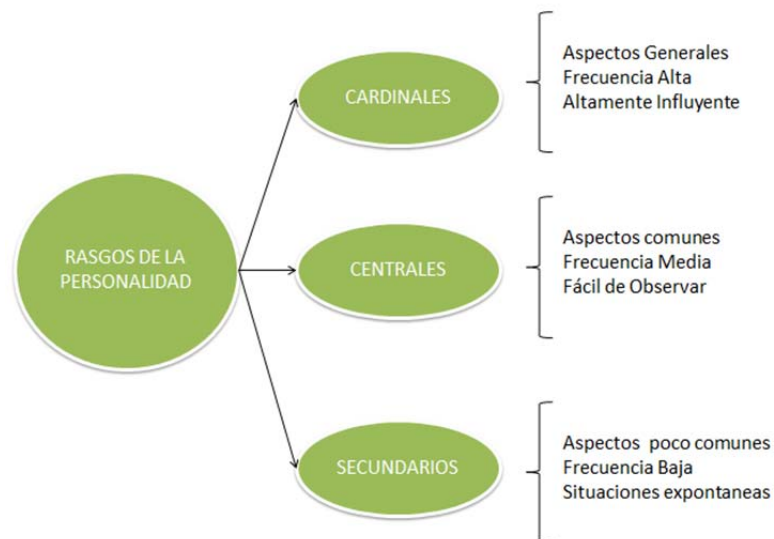 RASGOS DE LA
PERSONALIDAD
CARDINALES
Aspectos Generales
Frecuencia Alta
Altamente Influyente
CENTRALES
Aspectos comunes
Frecuencia Media
Fácil de Observar
SECUNDARIOS
Aspectos poco comunes
Frecuencia Baja
Situaciones expontaneas